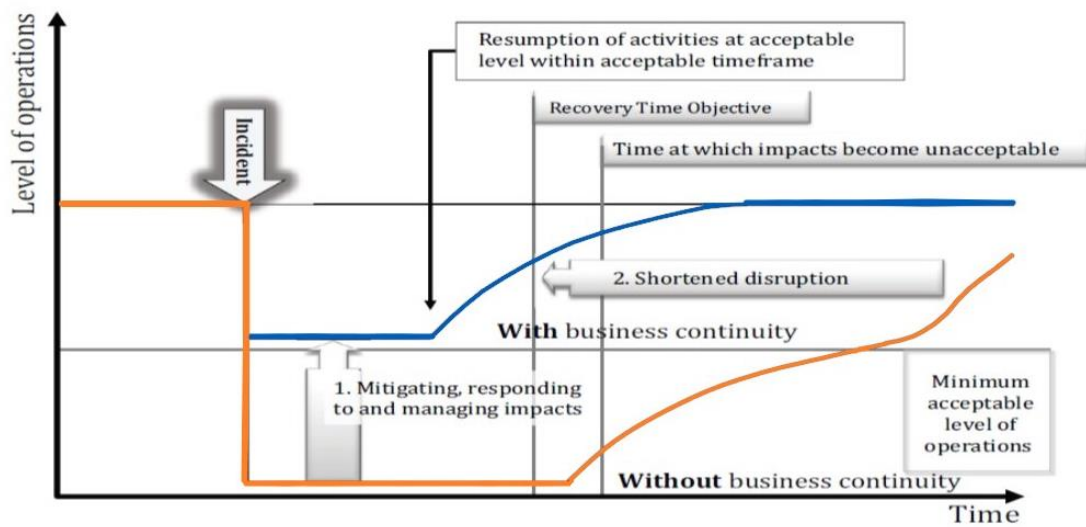 Level of operations
Incident
Resumption of activities at acceptable
level within acceptable timeframe
Recovery Time Objective
Time at which impacts become unacceptable
2. Shortened disruption
With business continuity
1. Mitigating, responding
to and managing impacts
Minimum
acceptable
level of
operations
Without business continuity
Time